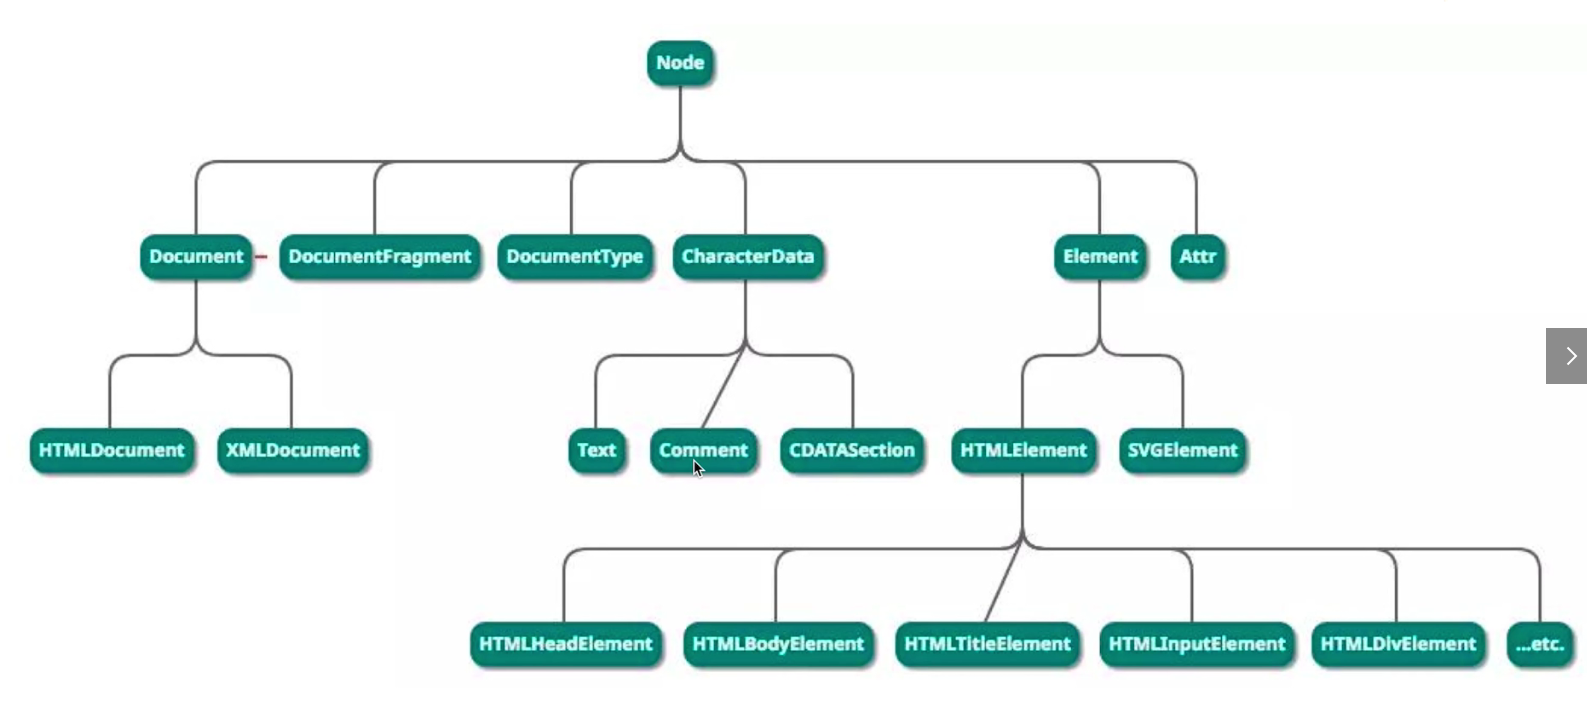 Node
Document
DocumentFragment
DocumentType
CharacterData
Element
Attr
HTMLDocument
XMLDocument
Text
Comment
CDATASection
HTMLElement
SVGElement
HTMLHeadElement
HTMLBodyElement
HTMLTitleElement
HTMLInputElement
HTMLDivElement
...etc.